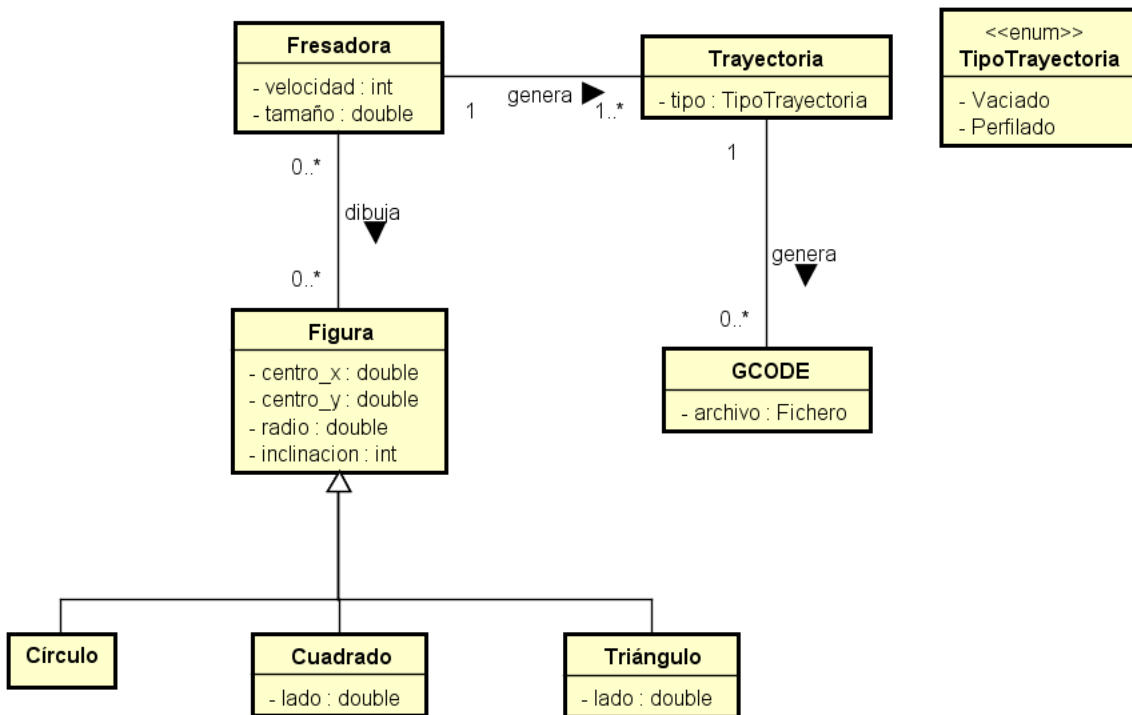 Fresadora
- velocidad : int
- tamaño : double
genera
1
1..*
Trayectoria
- tipo : TipoTrayectoria
<<enum>>
TipoTrayectoria
- Vaciado
- Perfilado
0..*
dibuja
0..*
1
genera
0..*
Figura
- centro_x : double
- centro_y : double
- radio : double
- inclinacion : int
GCODE
- archivo : Fichero
Círculo
Cuadrado
- lado : double
Triángulo
- lado : double